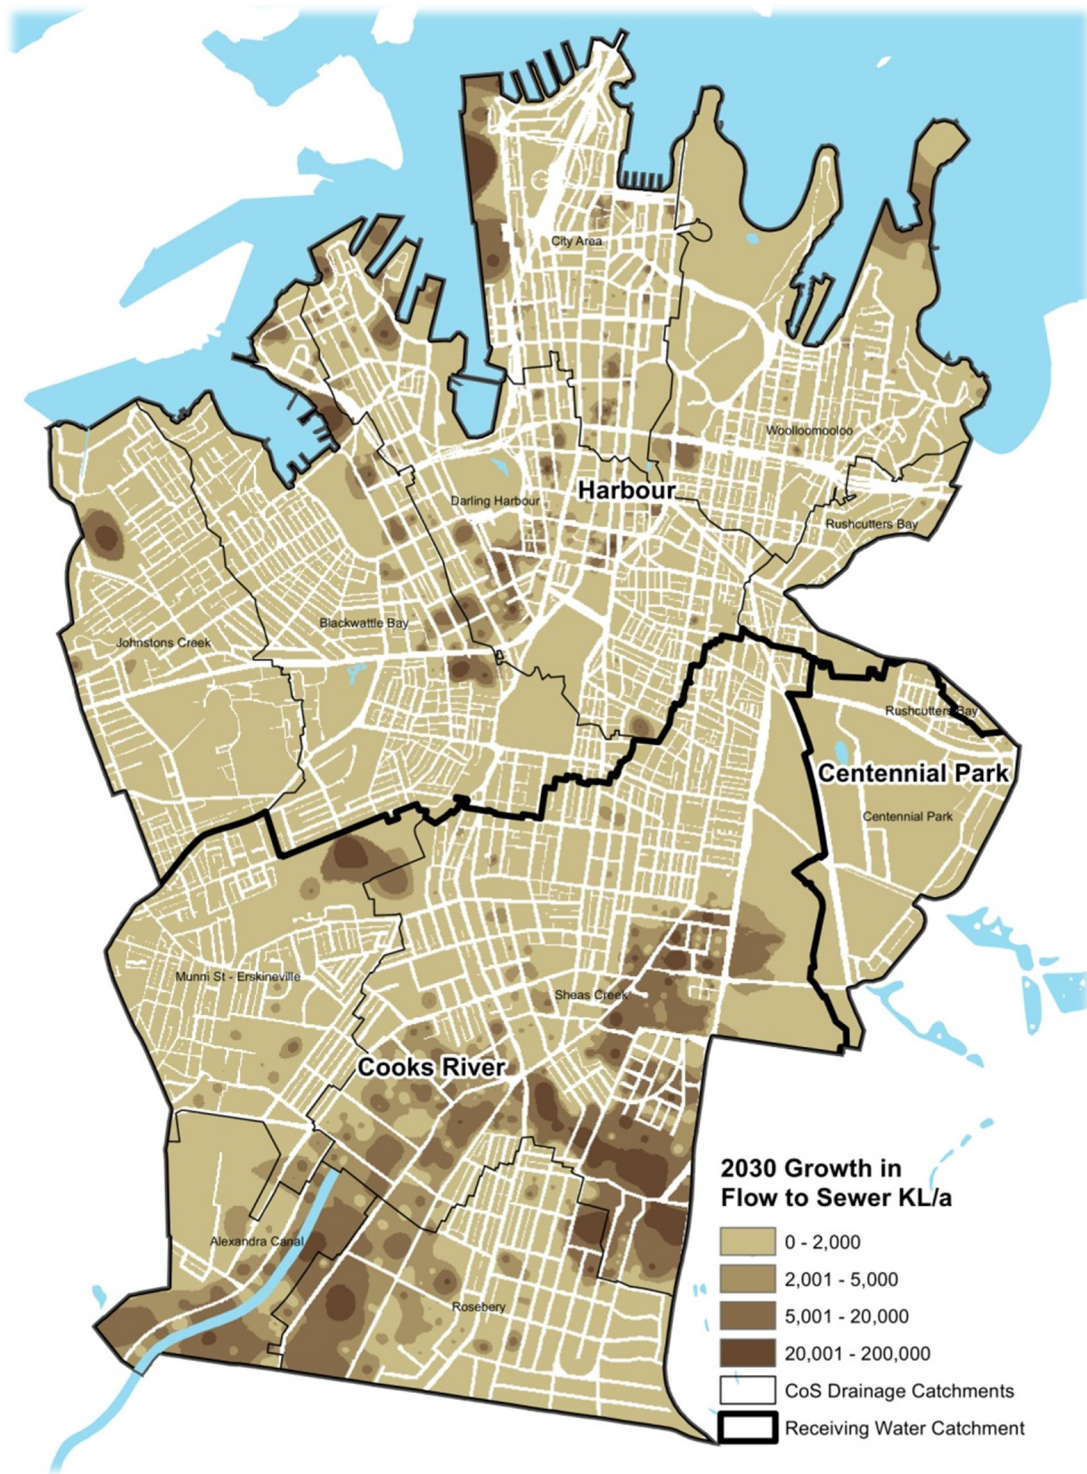 City Area
Woolloomooloo
Harbour
Darling Harbour
Rushcutters Bay
Blackwattle Bay
Johnstons Creek
Rushcutters Bay
Centennial Park
Centennial Park
Munni St - Erskineville
Sheas Creek
Cooks River
Alexandra Canal
Rosebery
2030 Growth in
Flow to Sewer KL/a
0 - 2,000
2,001 - 5,000
5,001 - 20,000
20,001 - 200,000
CoS Drainage Catchments
Receiving Water Catchment